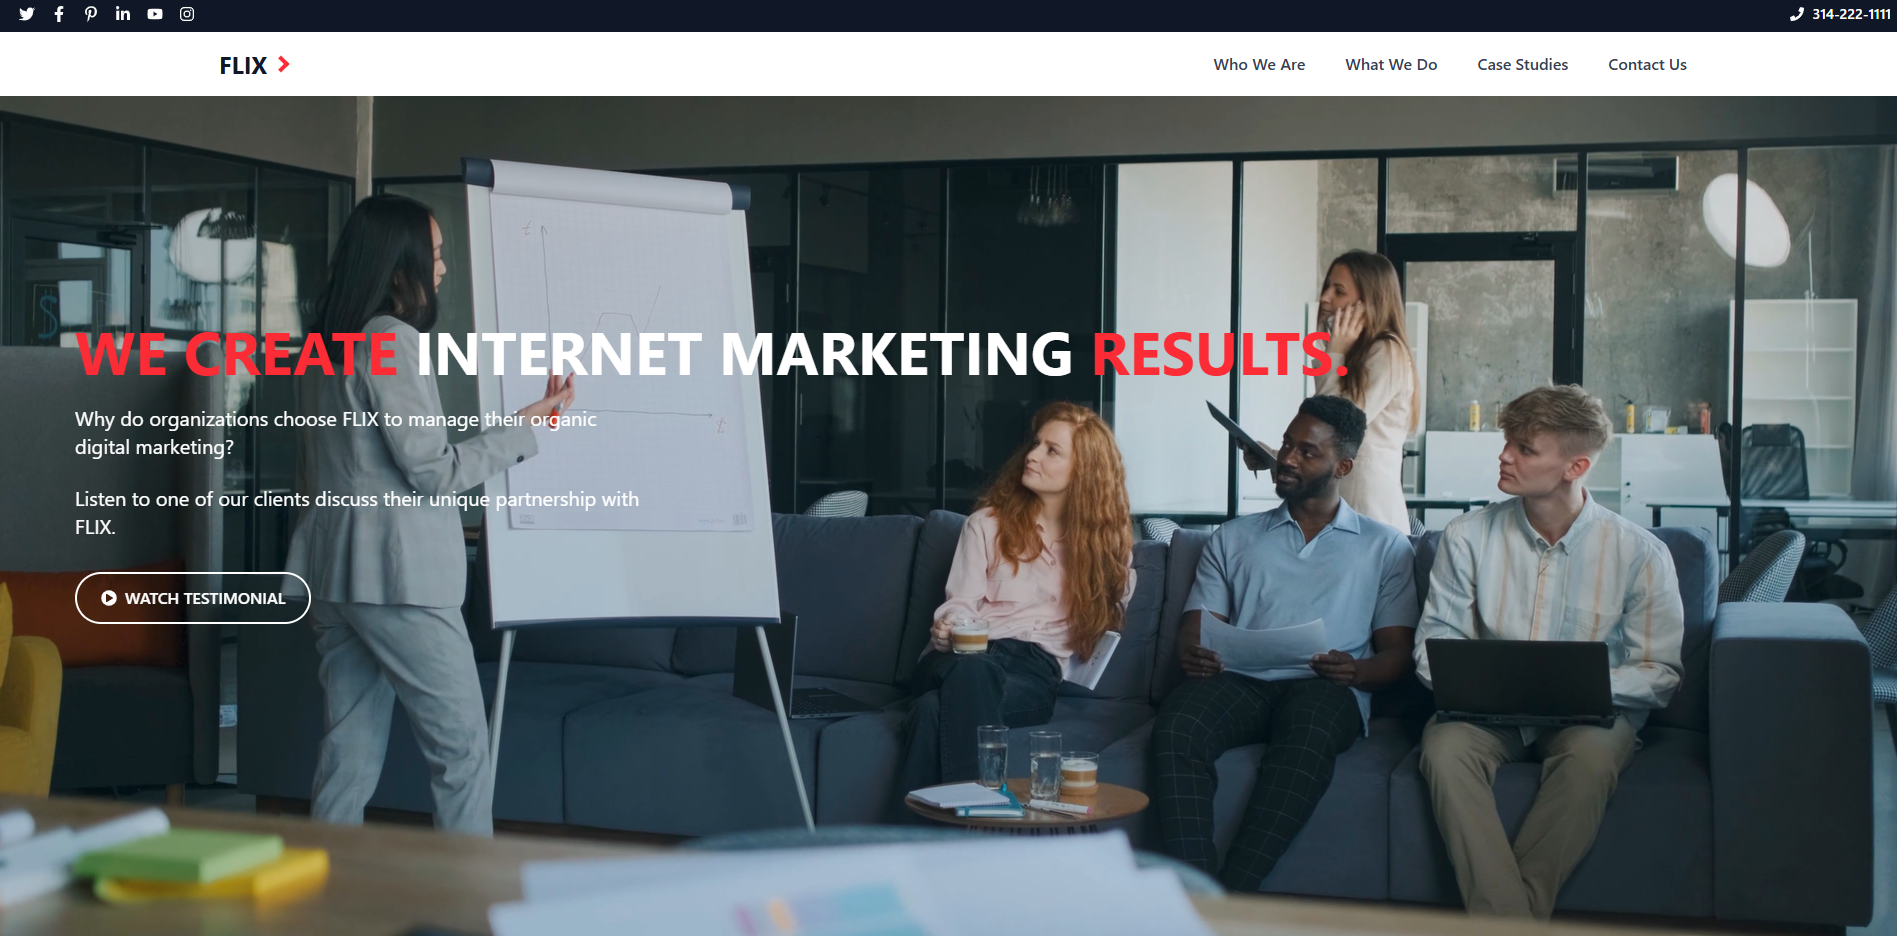 314-222-1111
FLIX
Who We Are What We Do Case Studies Contact Us
WE CREATE INTERNET MARKETING RESULTS.
Why do organizations choose FLIX to manage their organic
digital marketing?
Listen to one of our clients discuss their unique partnership with
FLIX.
WATCH TESTIMONIAL
t
t
$